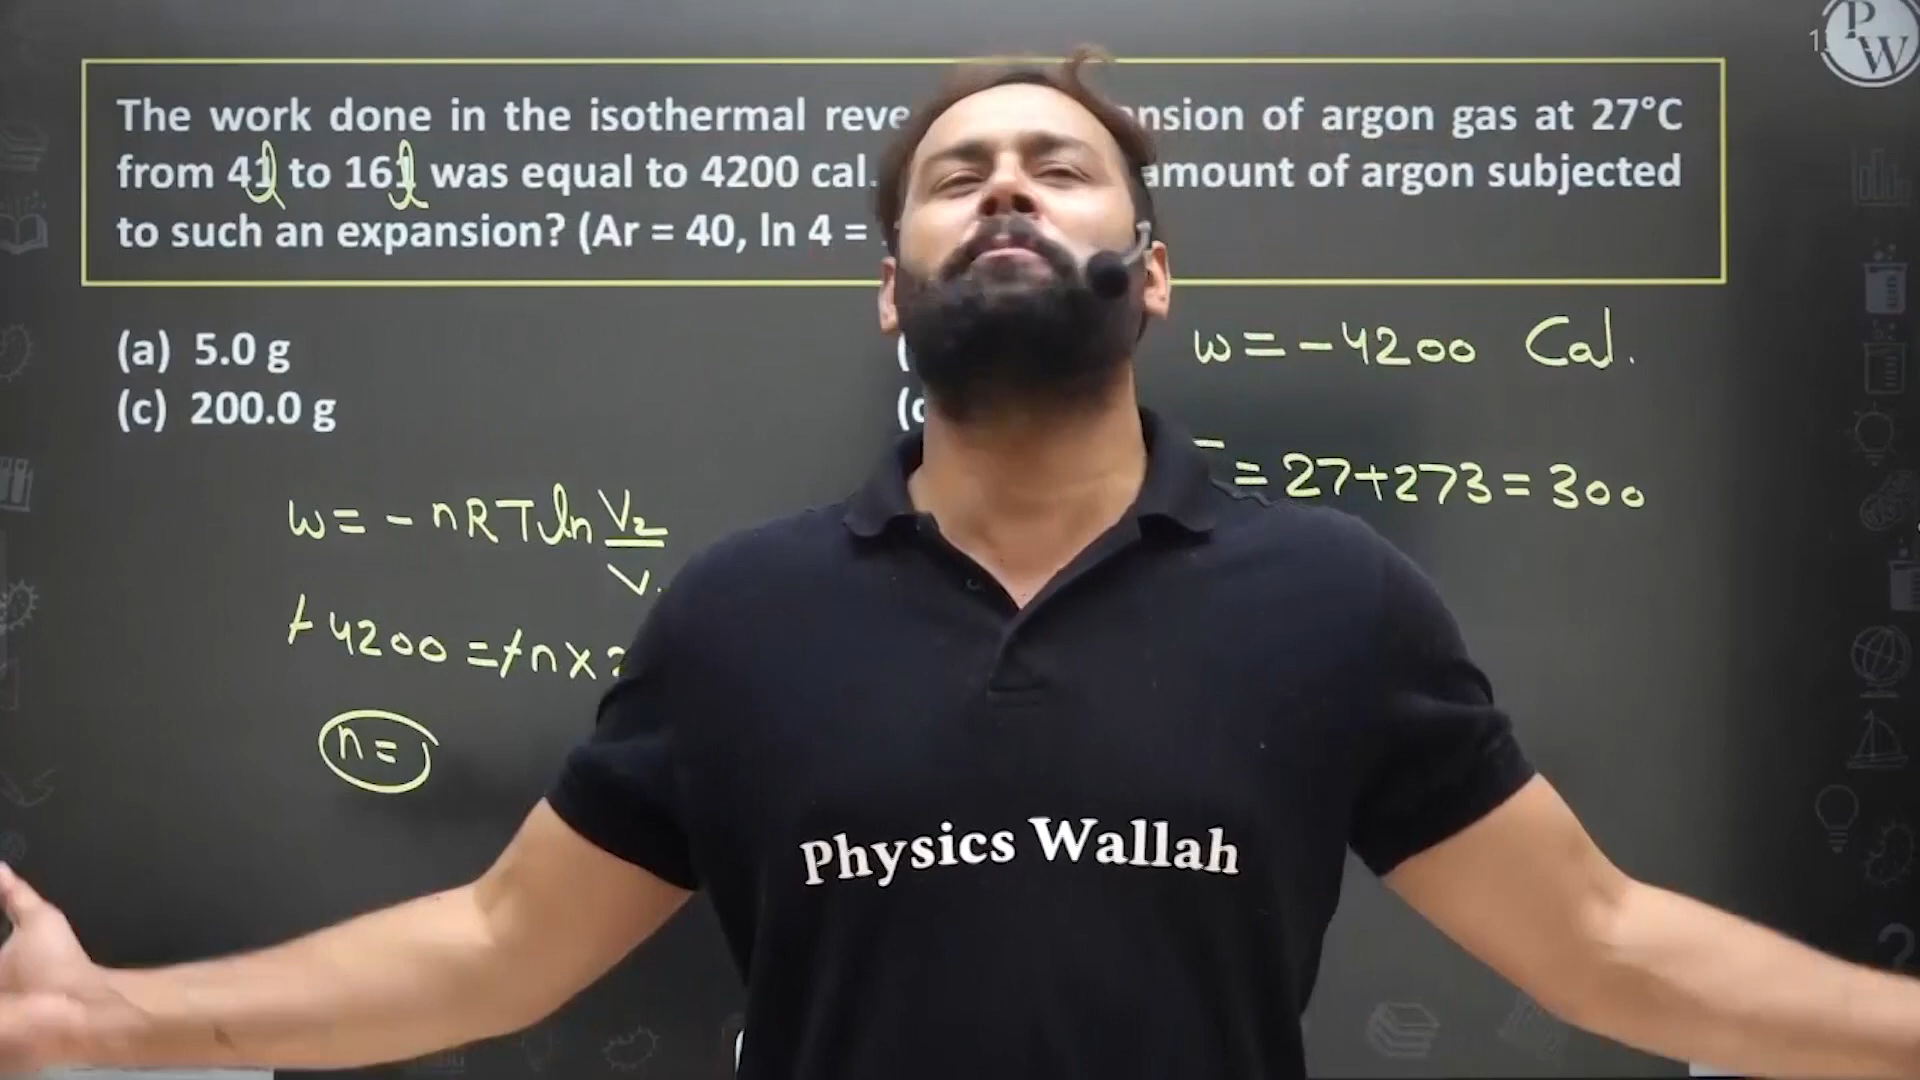 The work done in the isothermal reve nsion of argon gas at 27°C
from 4l to 16l was equal to 4200 cal. amount of argon subjected
to such an expansion? (Ar = 40, ln 4 =
(a) 5.0 g
(c) 200.0 g
w = -4200 Cal.
= 27+273 = 300
w = - nRT ln V2
V
-4200 = -n x 2
n =
Physics Wallah
PW